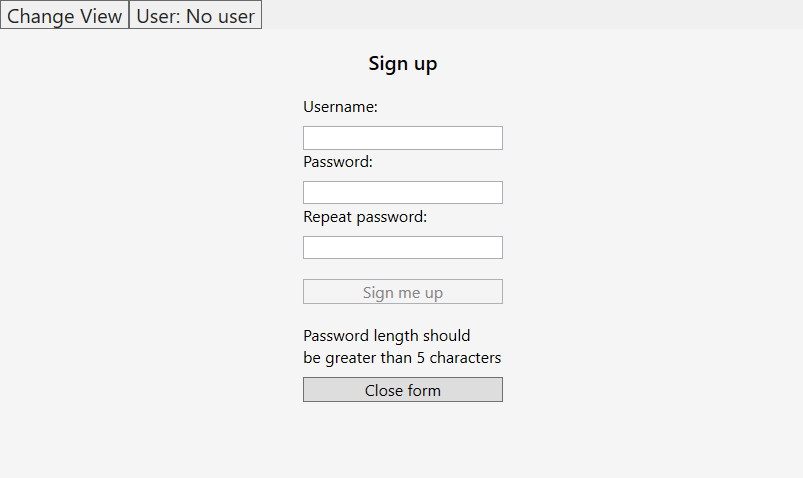 Change View User: No user
Sign up
Username:
Password:
Repeat password:
Sign me up
Password length should
be greater than 5 characters
Close form